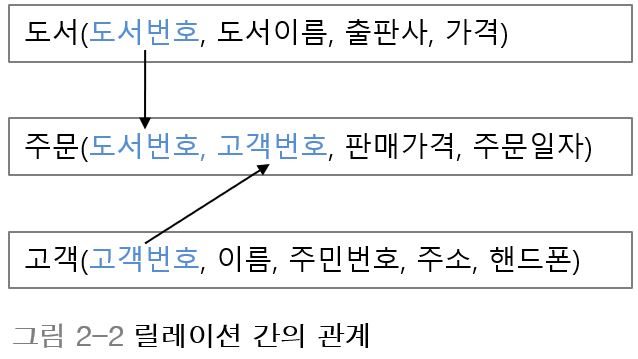 도서(도서번호, 도서이름, 출판사, 가격)
주문(도서번호, 고객번호, 판매가격, 주문일자)
고객(고객번호, 이름, 주민번호, 주소, 핸드폰)
그림 2-2 릴레이션 간의 관계